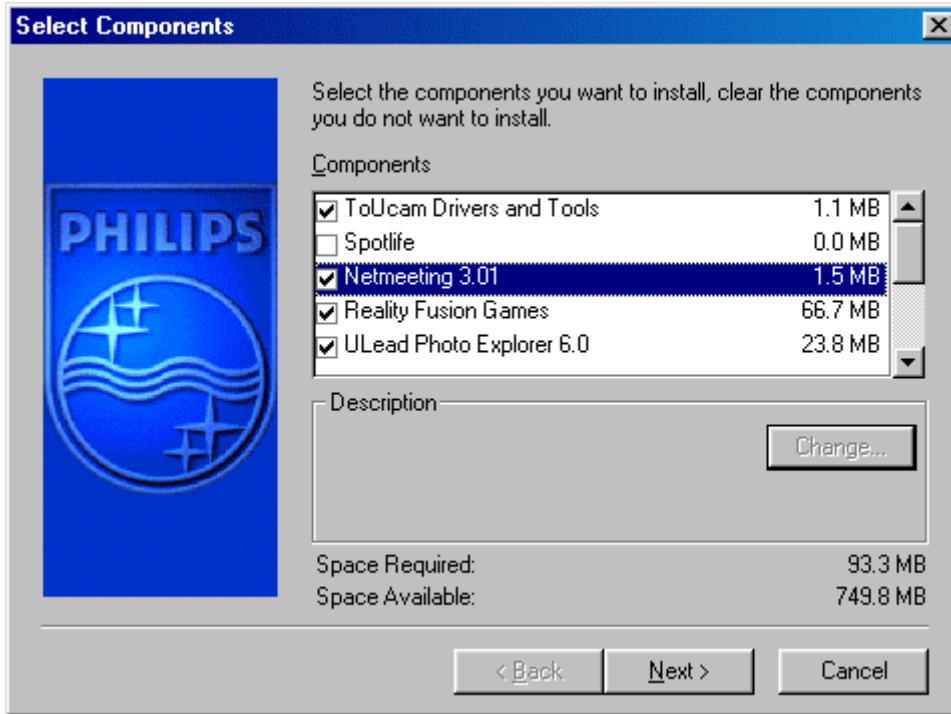 Select Components
Select the components you want to install, clear the components
you do not want to install.
Components
PHILIPS
ToUcam Drivers and Tools 1.1 MB
Spotlife 0.0 MB
Netmeeting 3.01 1.5 MB
Reality Fusion Games 66.7 MB
ULead Photo Explorer 6.0 23.8 MB
Description
Change...
Space Required: 93.3 MB
Space Available: 749.8 MB
< Back Next > Cancel